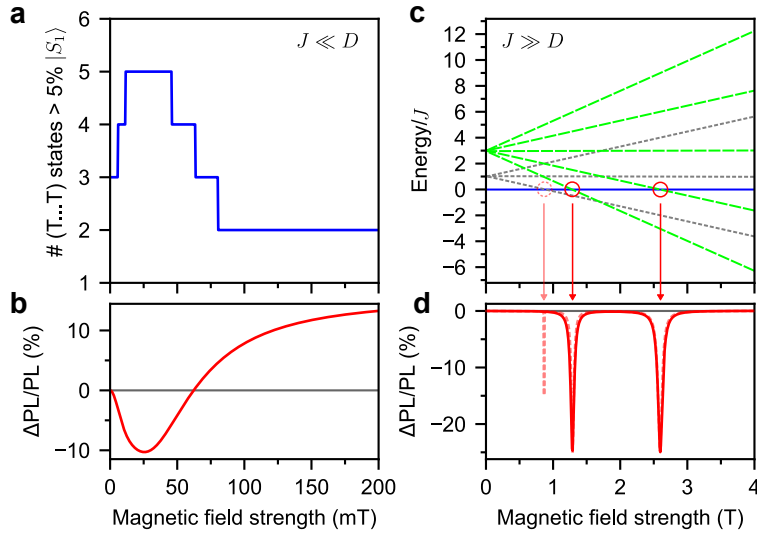 a
J ≪ D
# (T...T) states > 5% |S₁⟩
6
5
4
3
2
1
b
ΔPL/PL (%)
10
0
−10
0
50
100
150
200
Magnetic field strength (mT)
c
J ≫ D
Energy/J
12
10
8
6
4
2
0
−2
−4
−6
d
ΔPL/PL (%)
0
−10
−20
0
1
2
3
4
Magnetic field strength (T)